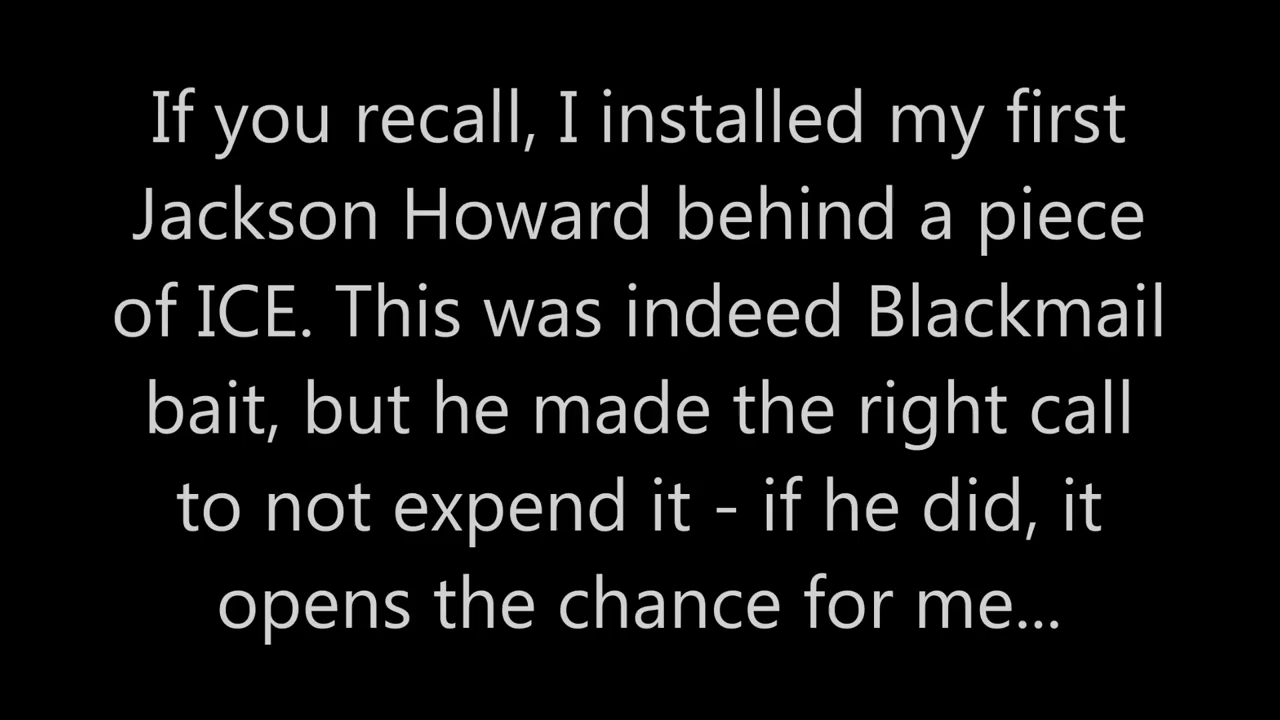 If you recall, I installed my first
Jackson Howard behind a piece
of ICE. This was indeed Blackmail
bait, but he made the right call
to not expend it - if he did, it
opens the chance for me...